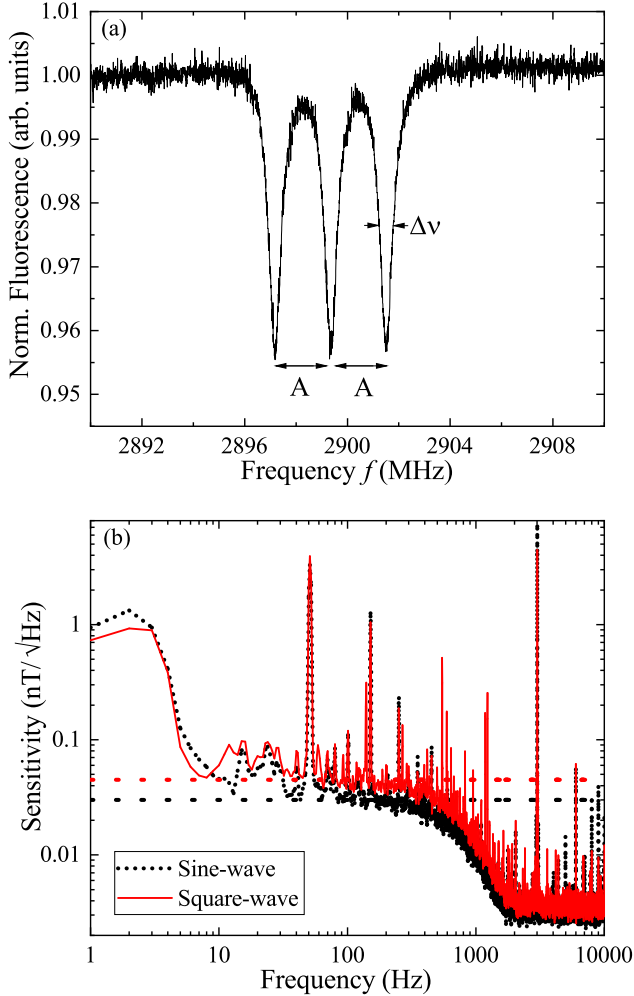 (a)
1.01
1.00
0.99
0.98
0.97
0.96
0.95
Norm. Fluorescence (arb. units)
Δν
A A
2892 2896 2900 2904 2908
Frequency f (MHz)
(b)
1
0.1
0.01
Sensitivity (nT/√Hz)
Sine-wave
Square-wave
1 10 100 1000 10000
Frequency (Hz)